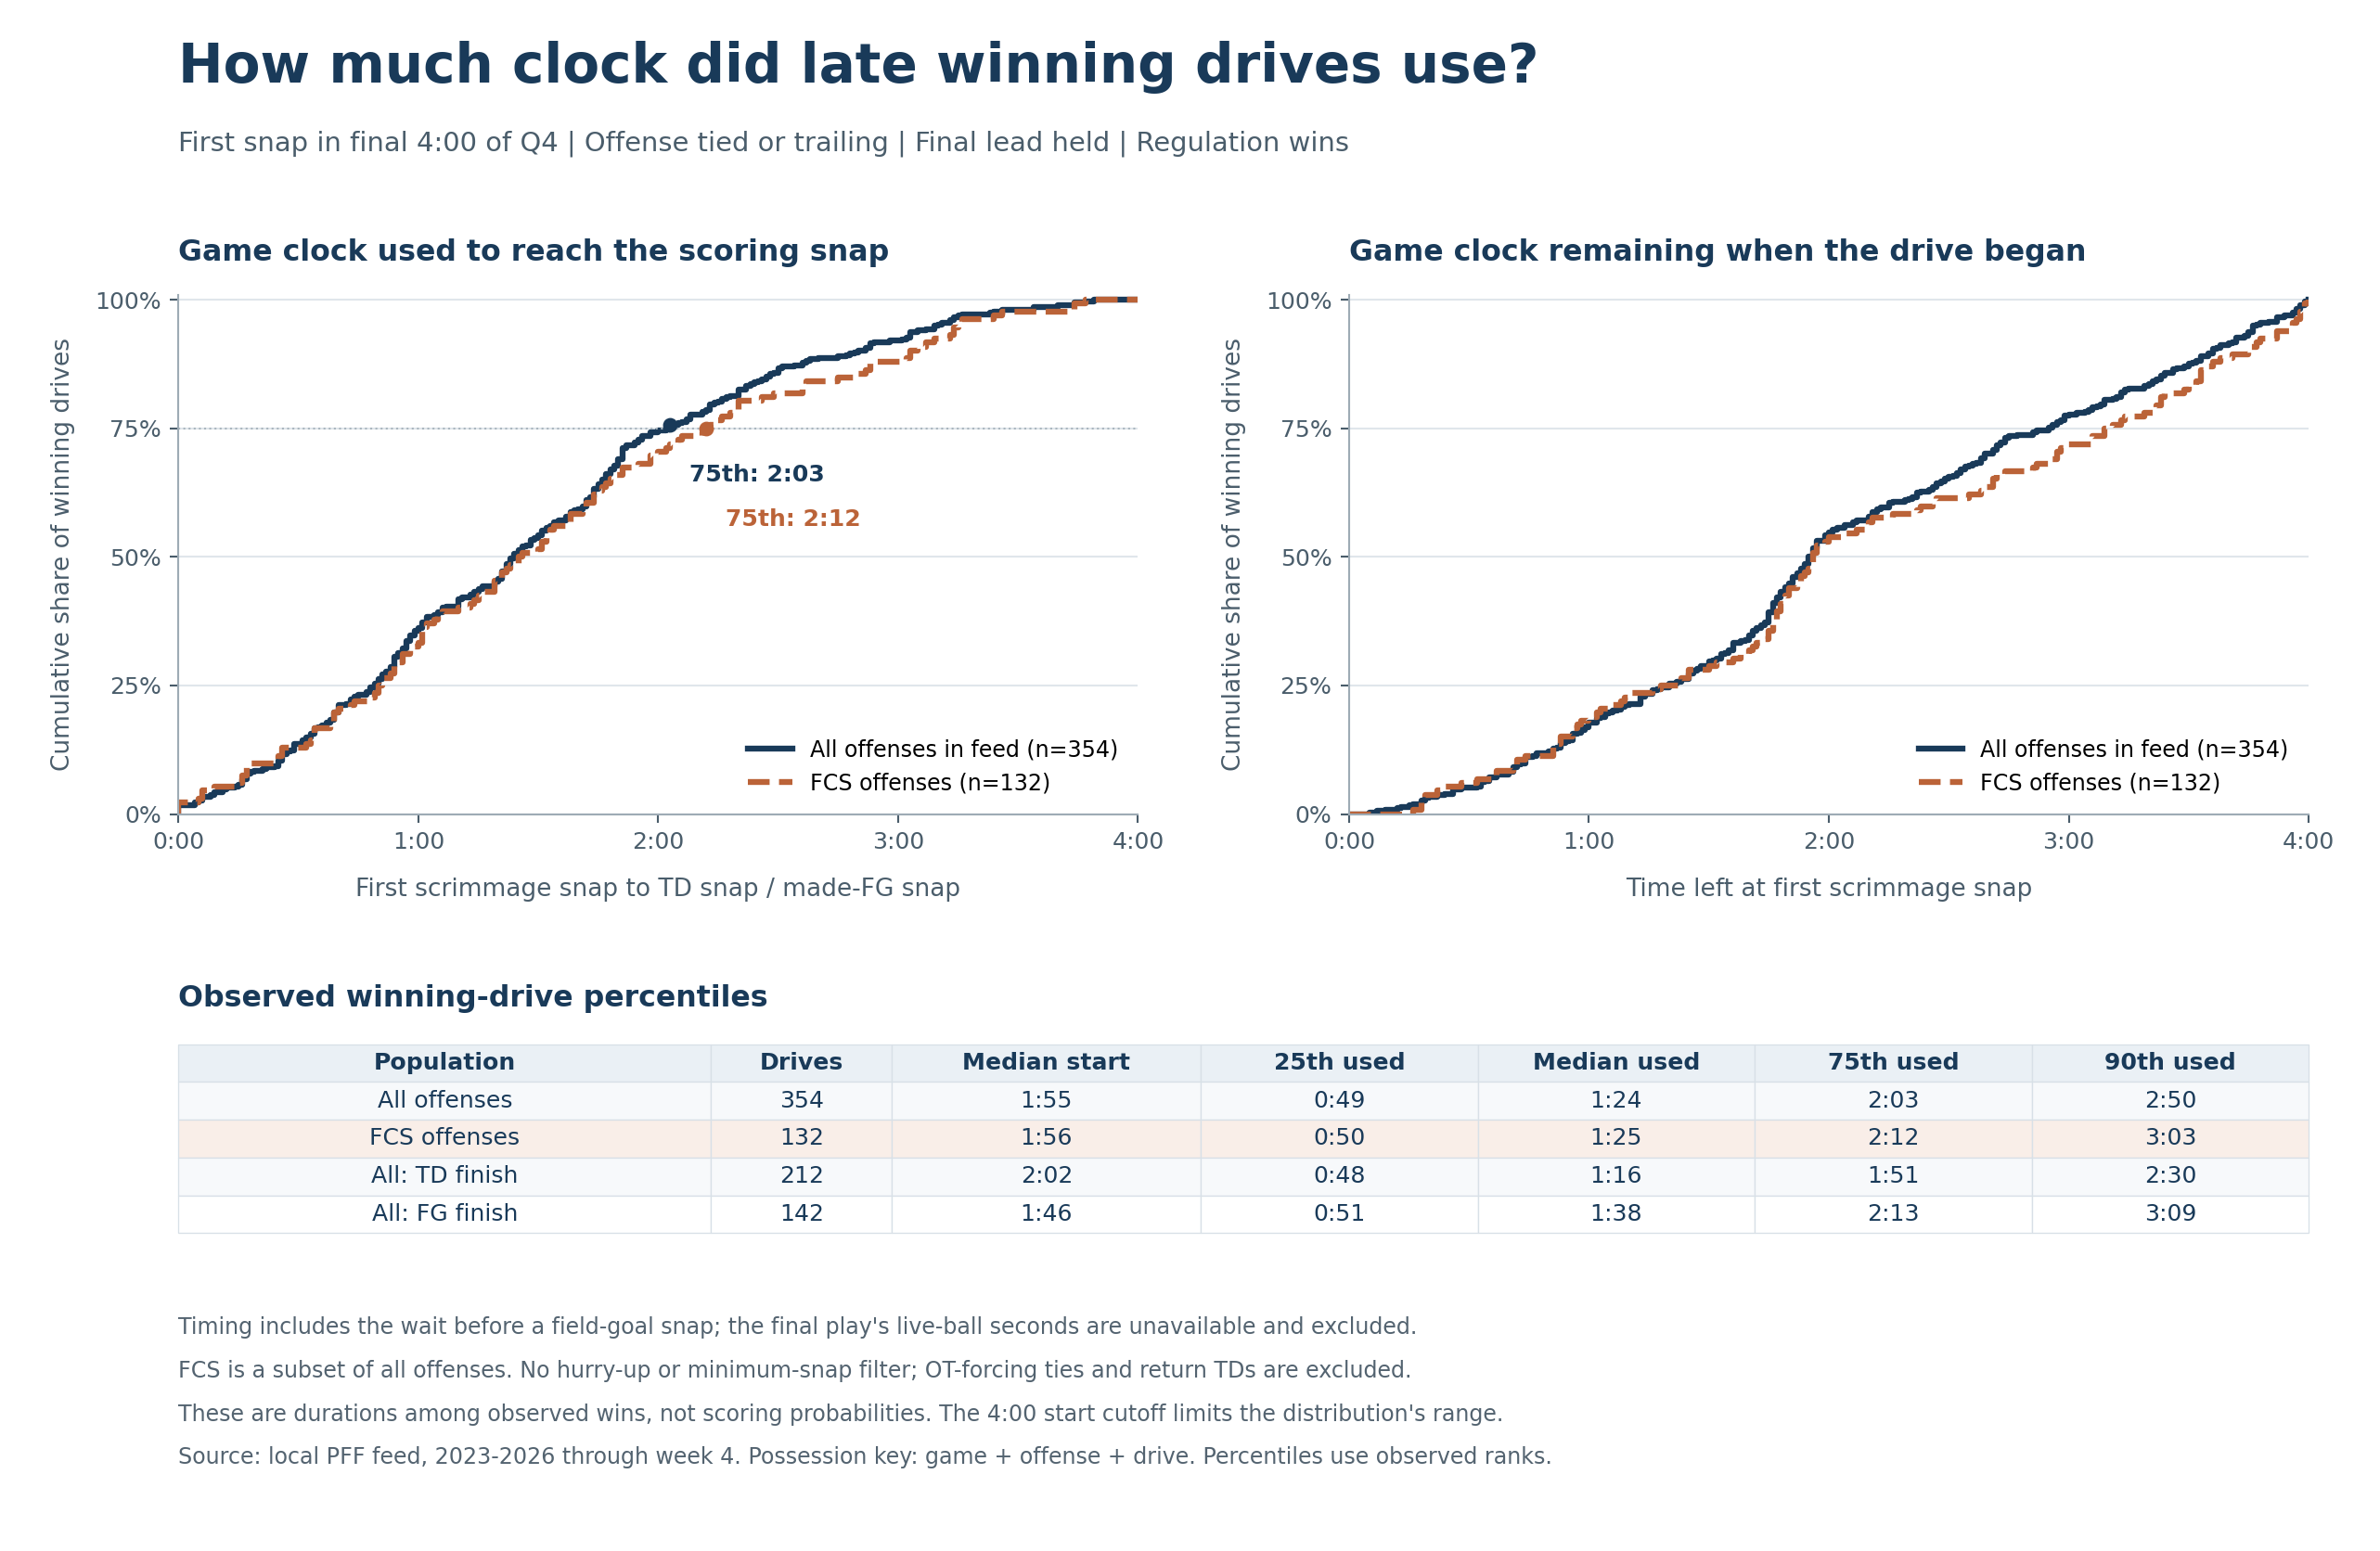 How much clock did late winning drives use?
First snap in final 4:00 of Q4 | Offense tied or trailing | Final lead held | Regulation wins
Game clock used to reach the scoring snap
Cumulative share of winning drives
100%
75%
50%
25%
0%
75th: 2:03
75th: 2:12
All offenses in feed (n=354)
FCS offenses (n=132)
0:00 1:00 2:00 3:00 4:00
First scrimmage snap to TD snap / made-FG snap
Game clock remaining when the drive began
Cumulative share of winning drives
100%
75%
50%
25%
0%
All offenses in feed (n=354)
FCS offenses (n=132)
0:00 1:00 2:00 3:00 4:00
Time left at first scrimmage snap
Observed winning-drive percentiles
Population Drives Median start 25th used Median used 75th used 90th used
All offenses 354 1:55 0:49 1:24 2:03 2:50
FCS offenses 132 1:56 0:50 1:25 2:12 3:03
All: TD finish 212 2:02 0:48 1:16 1:51 2:30
All: FG finish 142 1:46 0:51 1:38 2:13 3:09
Timing includes the wait before a field-goal snap; the final play's live-ball seconds are unavailable and excluded.
FCS is a subset of all offenses. No hurry-up or minimum-snap filter; OT-forcing ties and return TDs are excluded.
These are durations among observed wins, not scoring probabilities. The 4:00 start cutoff limits the distribution's range.
Source: local PFF feed, 2023-2026 through week 4. Possession key: game + offense + drive. Percentiles use observed ranks.